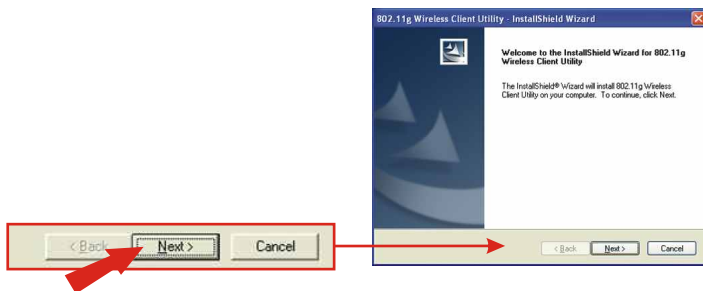 802.11g Wireless Client Utility - InstallShield Wizard
Welcome to the InstallShield Wizard for 802.11g
Wireless Client Utility
The InstallShield® Wizard will install 802.11g Wireless
Client Utility on your computer. To continue, click Next.
< Back Next > Cancel
< Back Next > Cancel